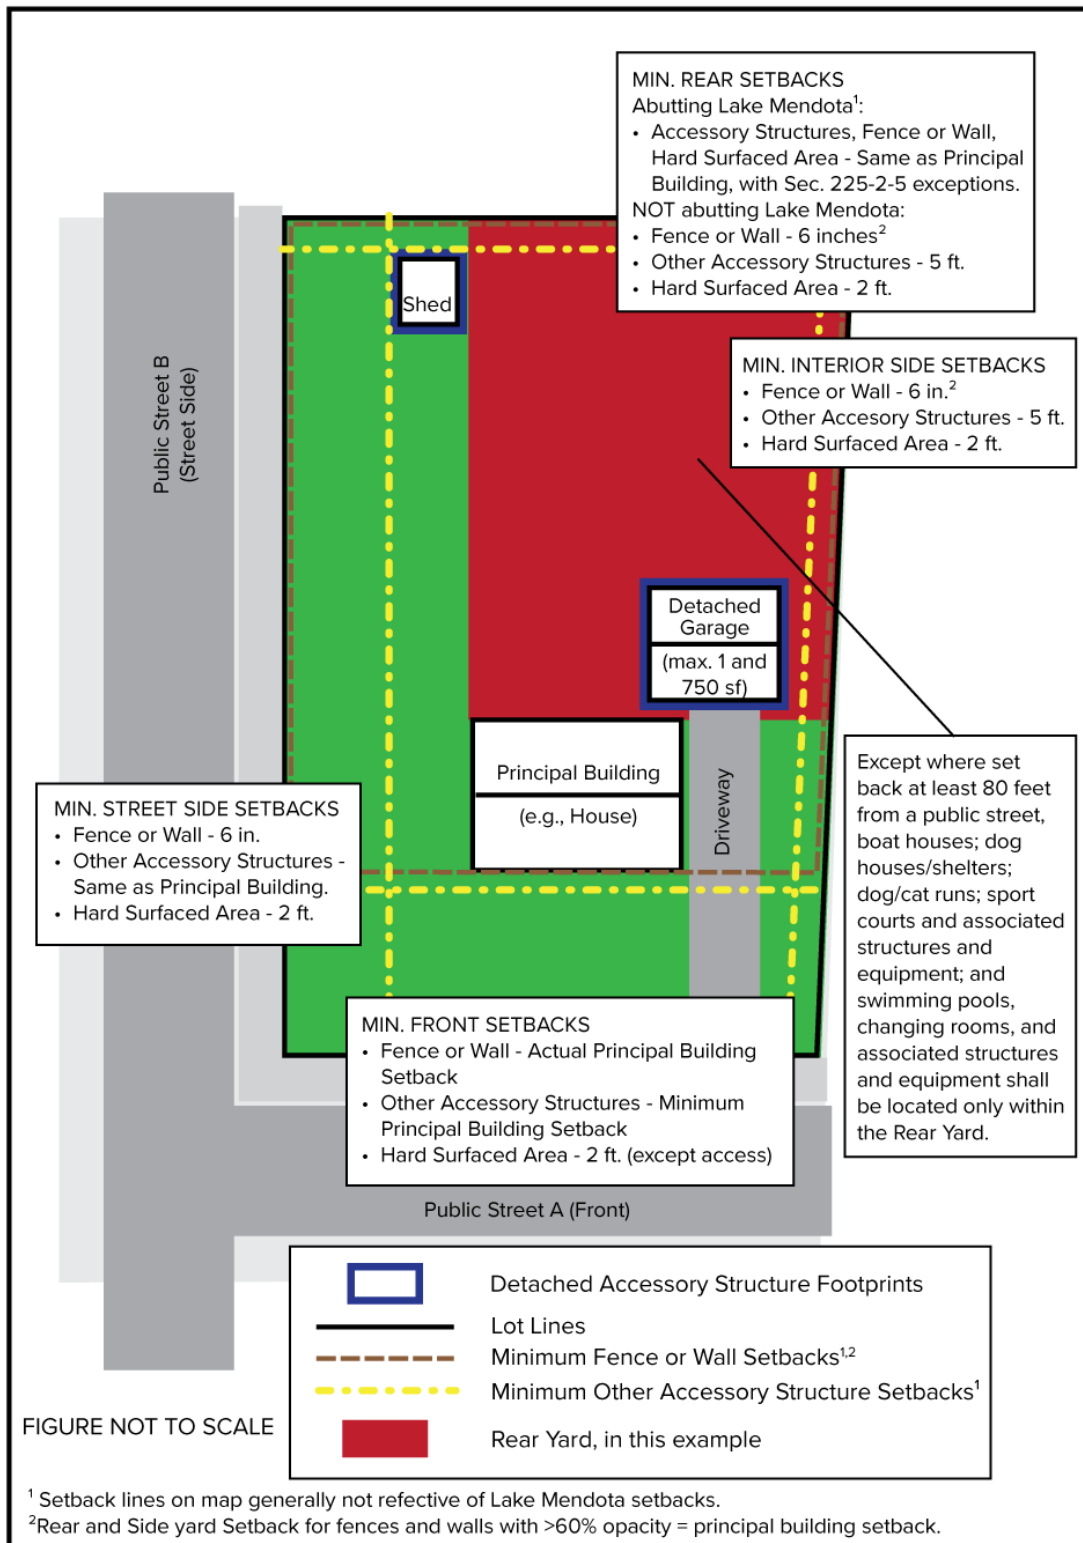 MIN. REAR SETBACKS
Abutting Lake Mendota¹:
• Accessory Structures, Fence or Wall,
Hard Surfaced Area - Same as Principal
Building, with Sec. 225-2-5 exceptions.
NOT abutting Lake Mendota:
• Fence or Wall - 6 inches²
• Other Accessory Structures - 5 ft.
• Hard Surfaced Area - 2 ft.
Shed
MIN. INTERIOR SIDE SETBACKS
• Fence or Wall - 6 in.²
• Other Accesory Structures - 5 ft.
• Hard Surfaced Area - 2 ft.
Public Street B
(Street Side)
Detached
Garage
(max. 1 and
750 sf)
Principal Building
(e.g., House)
Driveway
Except where set
back at least 80 feet
from a public street,
boat houses; dog
houses/shelters;
dog/cat runs; sport
courts and associated
structures and
equipment; and
swimming pools,
changing rooms, and
associated structures
and equipment shall
be located only within
the Rear Yard.
MIN. STREET SIDE SETBACKS
• Fence or Wall - 6 in.
• Other Accessory Structures -
Same as Principal Building.
• Hard Surfaced Area - 2 ft.
MIN. FRONT SETBACKS
• Fence or Wall - Actual Principal Building
Setback
• Other Accessory Structures - Minimum
Principal Building Setback
• Hard Surfaced Area - 2 ft. (except access)
Public Street A (Front)
Detached Accessory Structure Footprints
Lot Lines
Minimum Fence or Wall Setbacks¹,²
Minimum Other Accessory Structure Setbacks¹
Rear Yard, in this example
FIGURE NOT TO SCALE
¹ Setback lines on map generally not refective of Lake Mendota setbacks.
²Rear and Side yard Setback for fences and walls with >60% opacity = principal building setback.